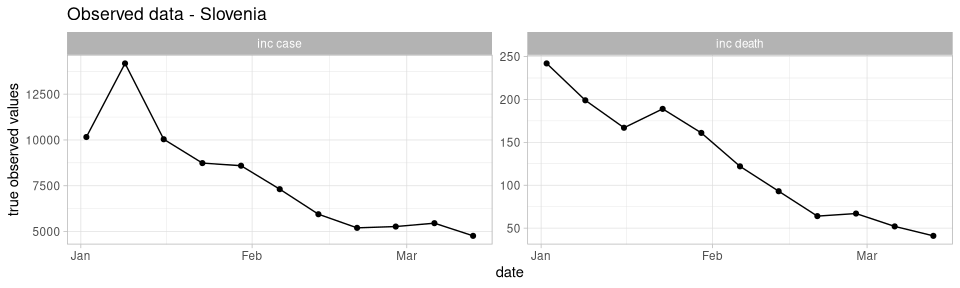 Observed data - Slovenia
inc case
inc death
true observed values
12500
10000
7500
5000
250
200
150
100
50
Jan
Feb
Mar
Jan
Feb
Mar
date